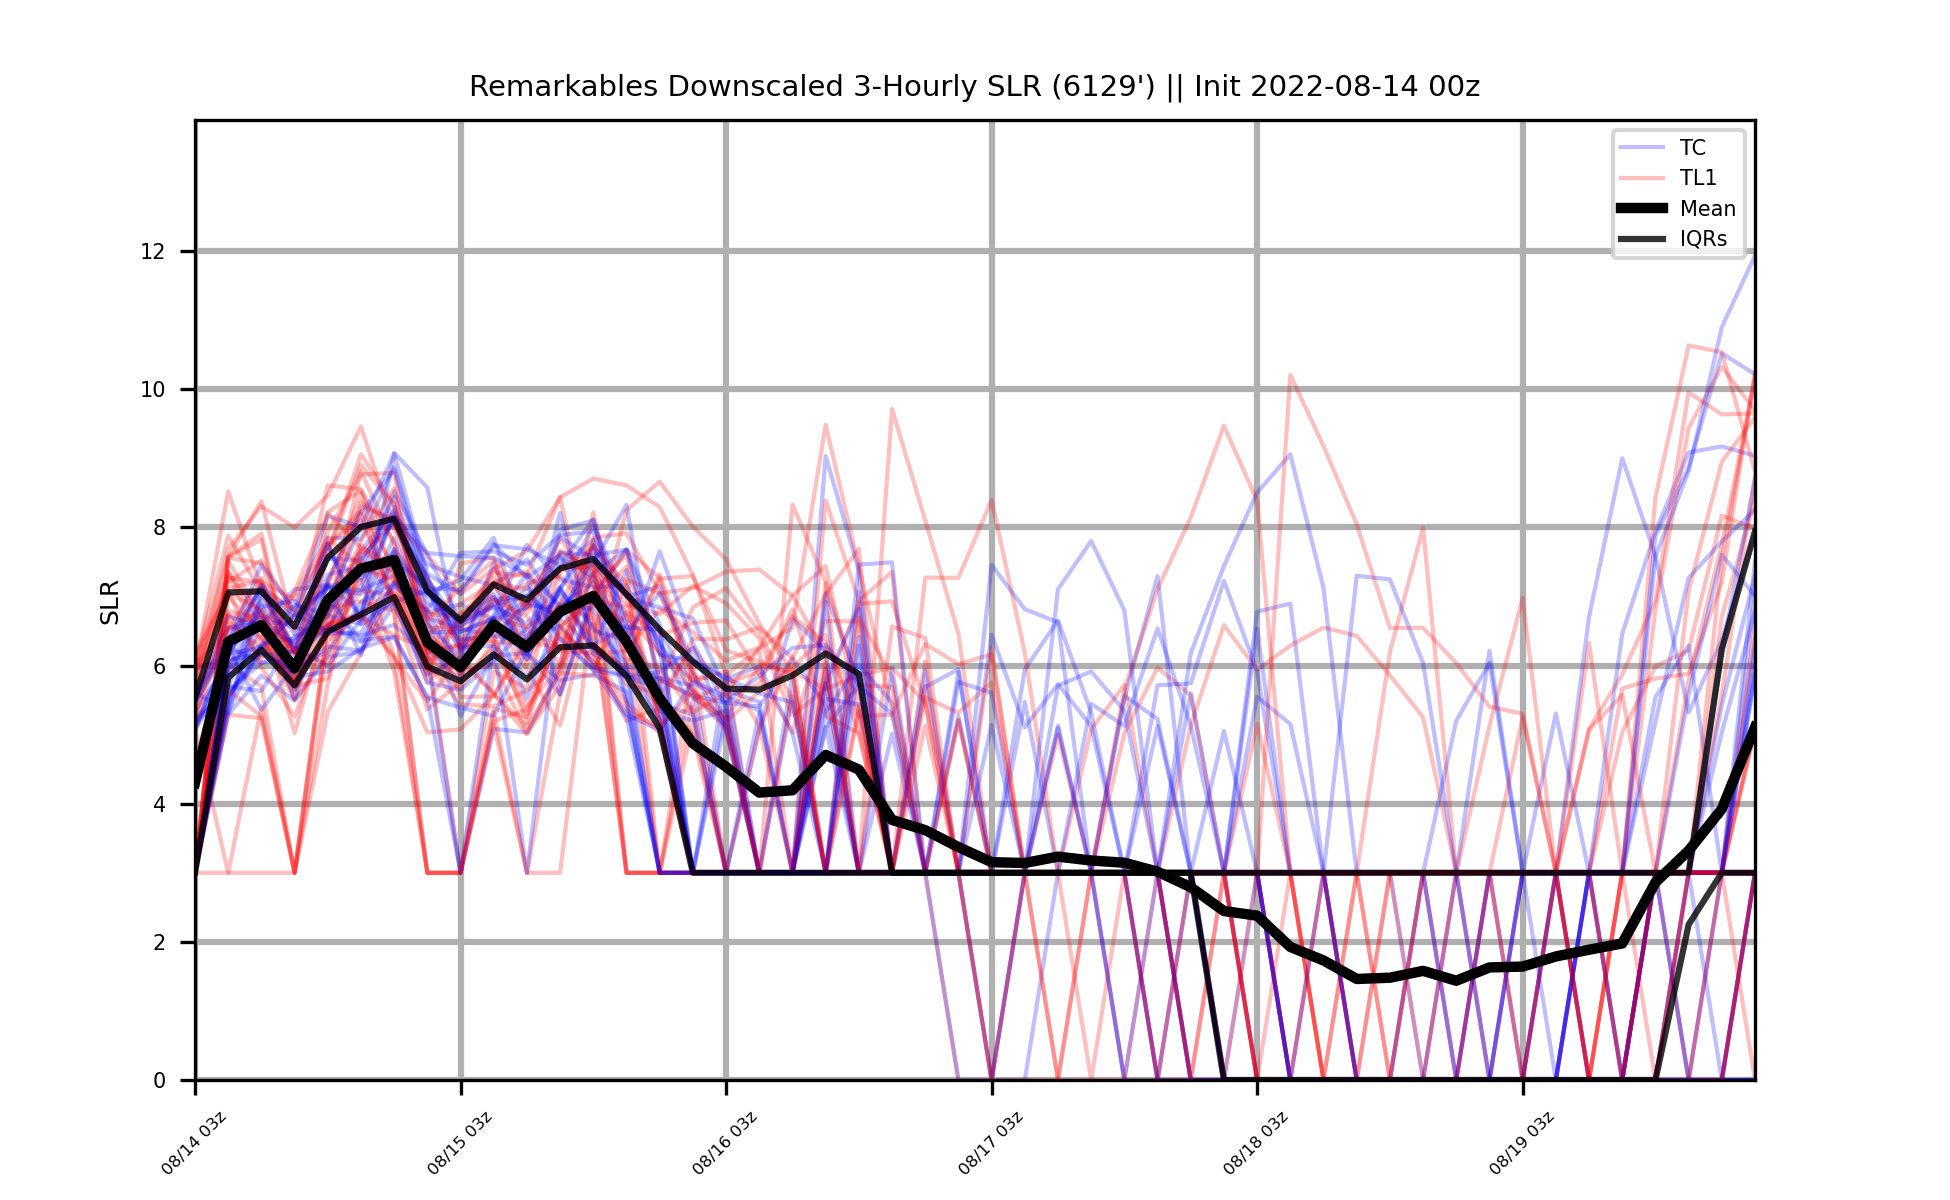 Remarkables Downscaled 3-Hourly SLR (6129') || Init 2022-08-14 00z
TC
TL1
Mean
IQRs
SLR
12
10
8
6
4
2
0
08/14 03z
08/15 03z
08/16 03z
08/17 03z
08/18 03z
08/19 03z